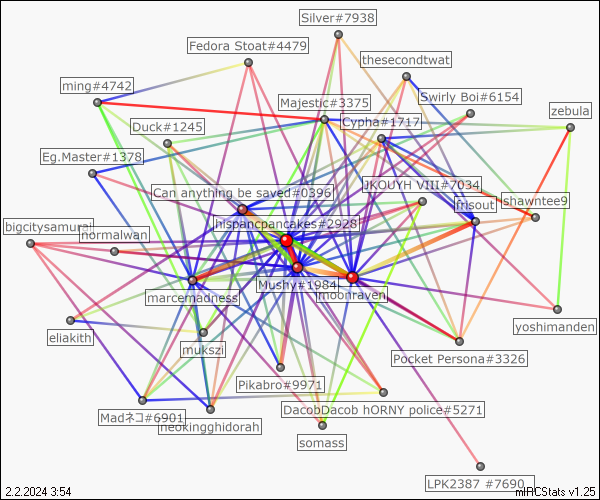 Silver#7938
Fedora Stoat#4479
thesecondtwat
ming#4742
Majestic#3375
Swirly Boi#6154
zebula
Duck#1245
Cypha#1717
Eg.Master#1378
Can anything be saved#0396
JKOUYH VIII#7034
shawntee9
frisout
bigcitysamurai
normalwan
hispancpancakes#2928
Mushy#1984
moonraven
marcemadness
yoshimanden
eliakith
mukszi
Pocket Persona#3326
Pikabro#9971
Madネコ#6901
neokingghidorah
DacobDacob hORNY police#5271
somass
LPK2387 #7690
2.2.2024 3:54
mIRCStats v1.25